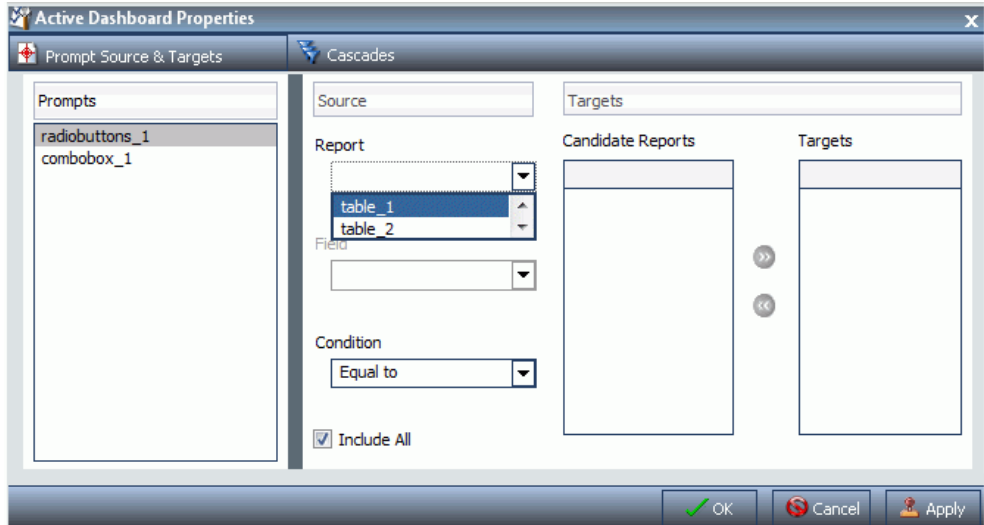 Active Dashboard Properties
x
Prompt Source & Targets
Cascades
Prompts
radiobuttons_1
combobox_1
Source
Report
table_1
table_2
Field
Condition
Equal to
Include All
Targets
Candidate Reports
Targets
OK
Cancel
Apply